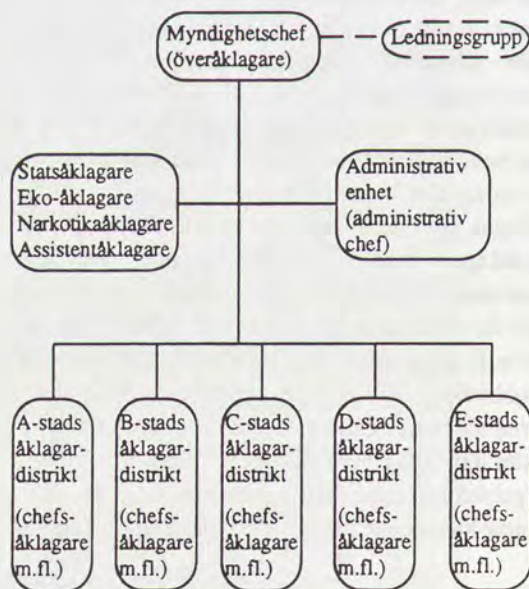 Myndighetschef
(överåklagare)
Ledningsgrupp
Statsåklagare
Eko-åklagare
Narkotikaåklagare
Assistentåklagare
Administrativ
enhet
(administrativ
chef)
A-stads
åklagar-
distrikt
(chefs-
åklagare
m.fl.)
B-stads
åklagar-
distrikt
(chefs-
åklagare
m.fl.)
C-stads
åklagar-
distrikt
(chefs-
åklagare
m.fl.)
D-stads
åklagar-
distrikt
(chefs-
åklagare
m.fl.)
E-stads
åklagar-
distrikt
(chefs-
åklagare
m.fl.)